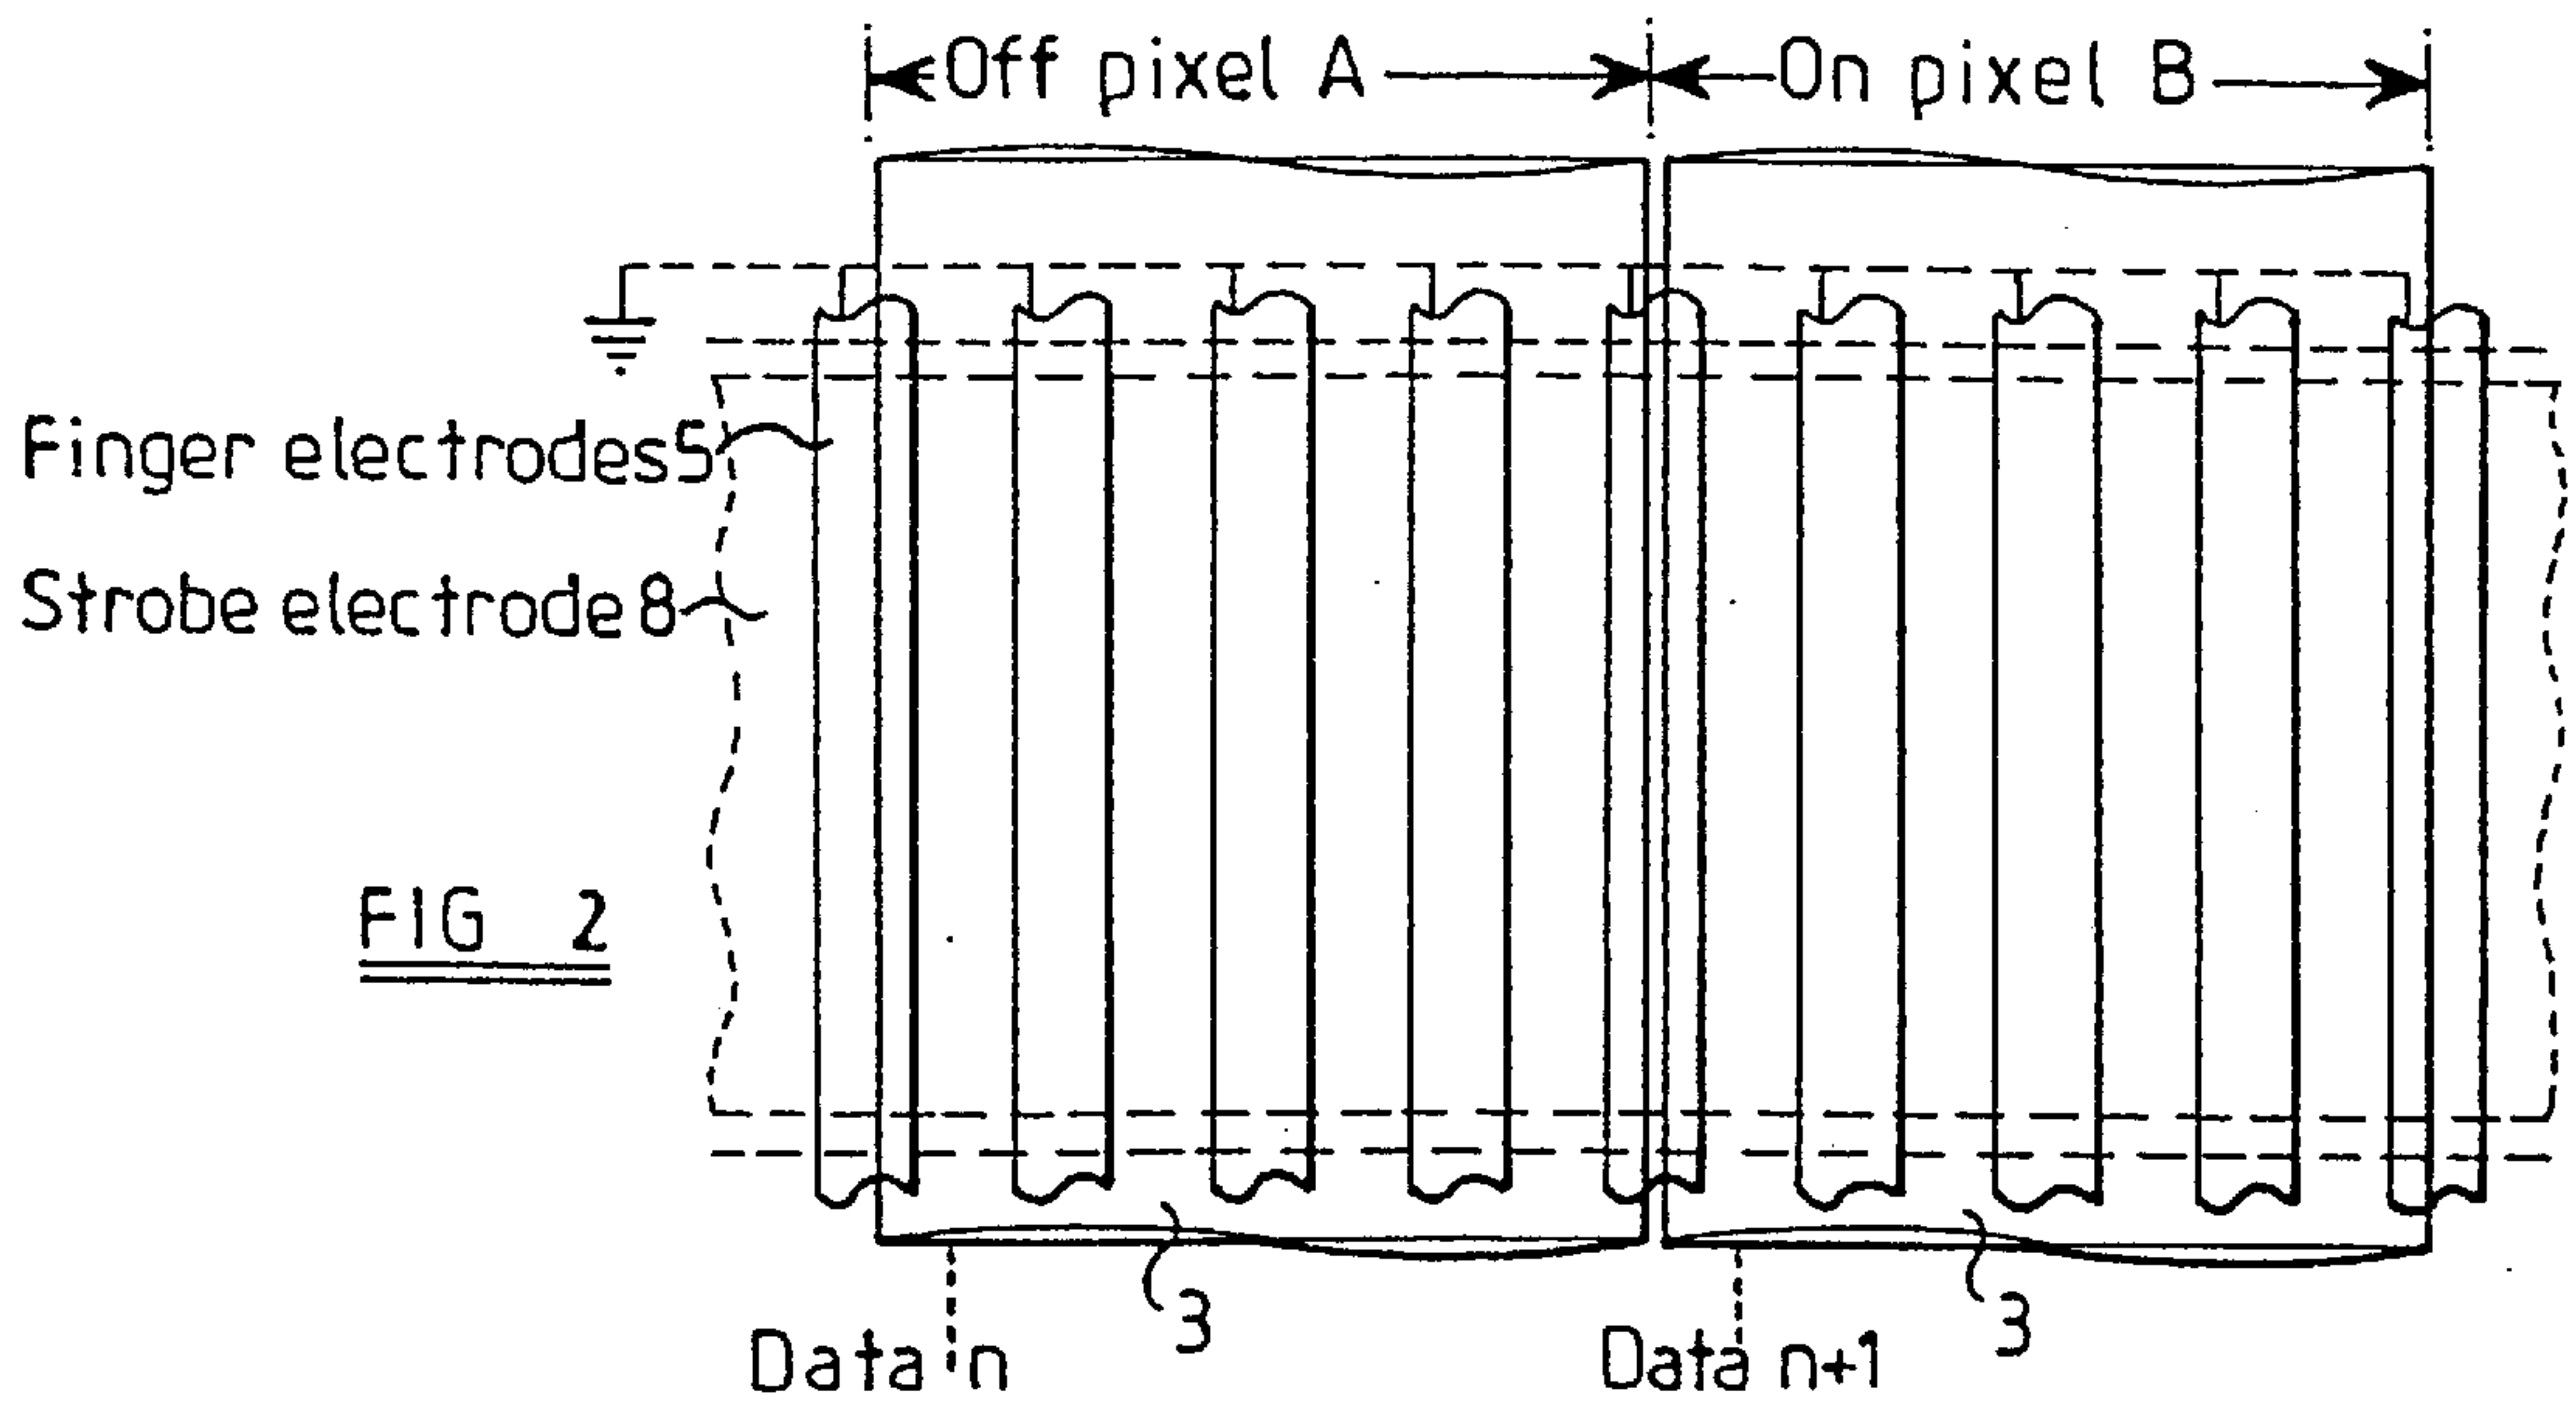 Off pixel A
On pixel B
Finger electrodes 5
Strobe electrode 8
FIG 2
3
3
Data n
Data n+1